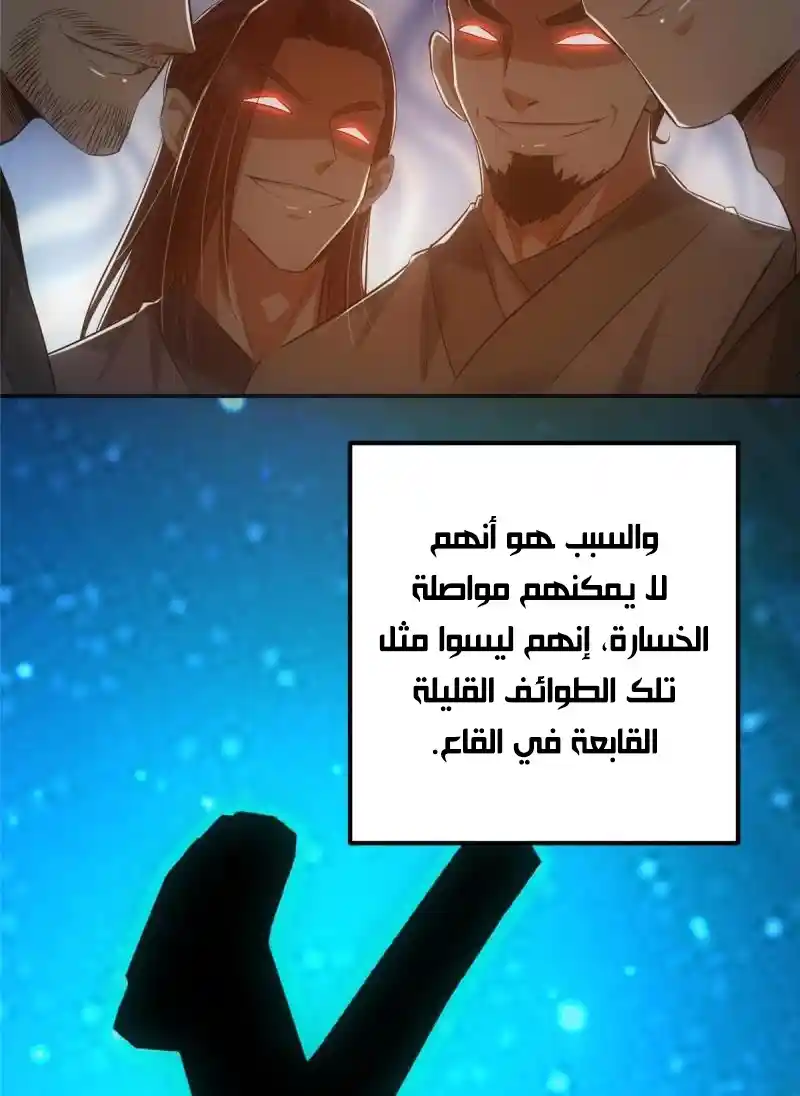 والسبب هو أنهم
لا يمكنهم مواصلة
الخسارة، إنهم ليسوا مثل
تلك الطوائف القليلة
القابعة في القاع.